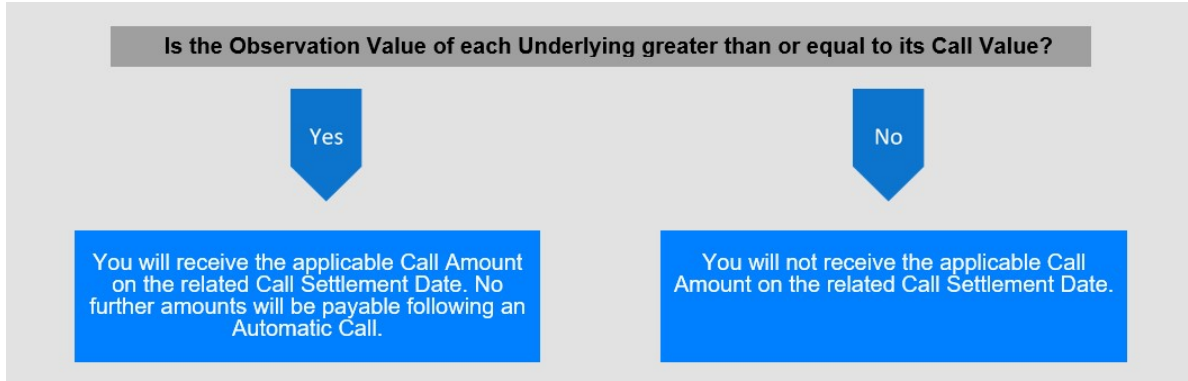 Is the Observation Value of each Underlying greater than or equal to its Call Value?
Yes
No
You will receive the applicable Call Amount
on the related Call Settlement Date. No
further amounts will be payable following an
Automatic Call.
You will not receive the applicable Call
Amount on the related Call Settlement Date.